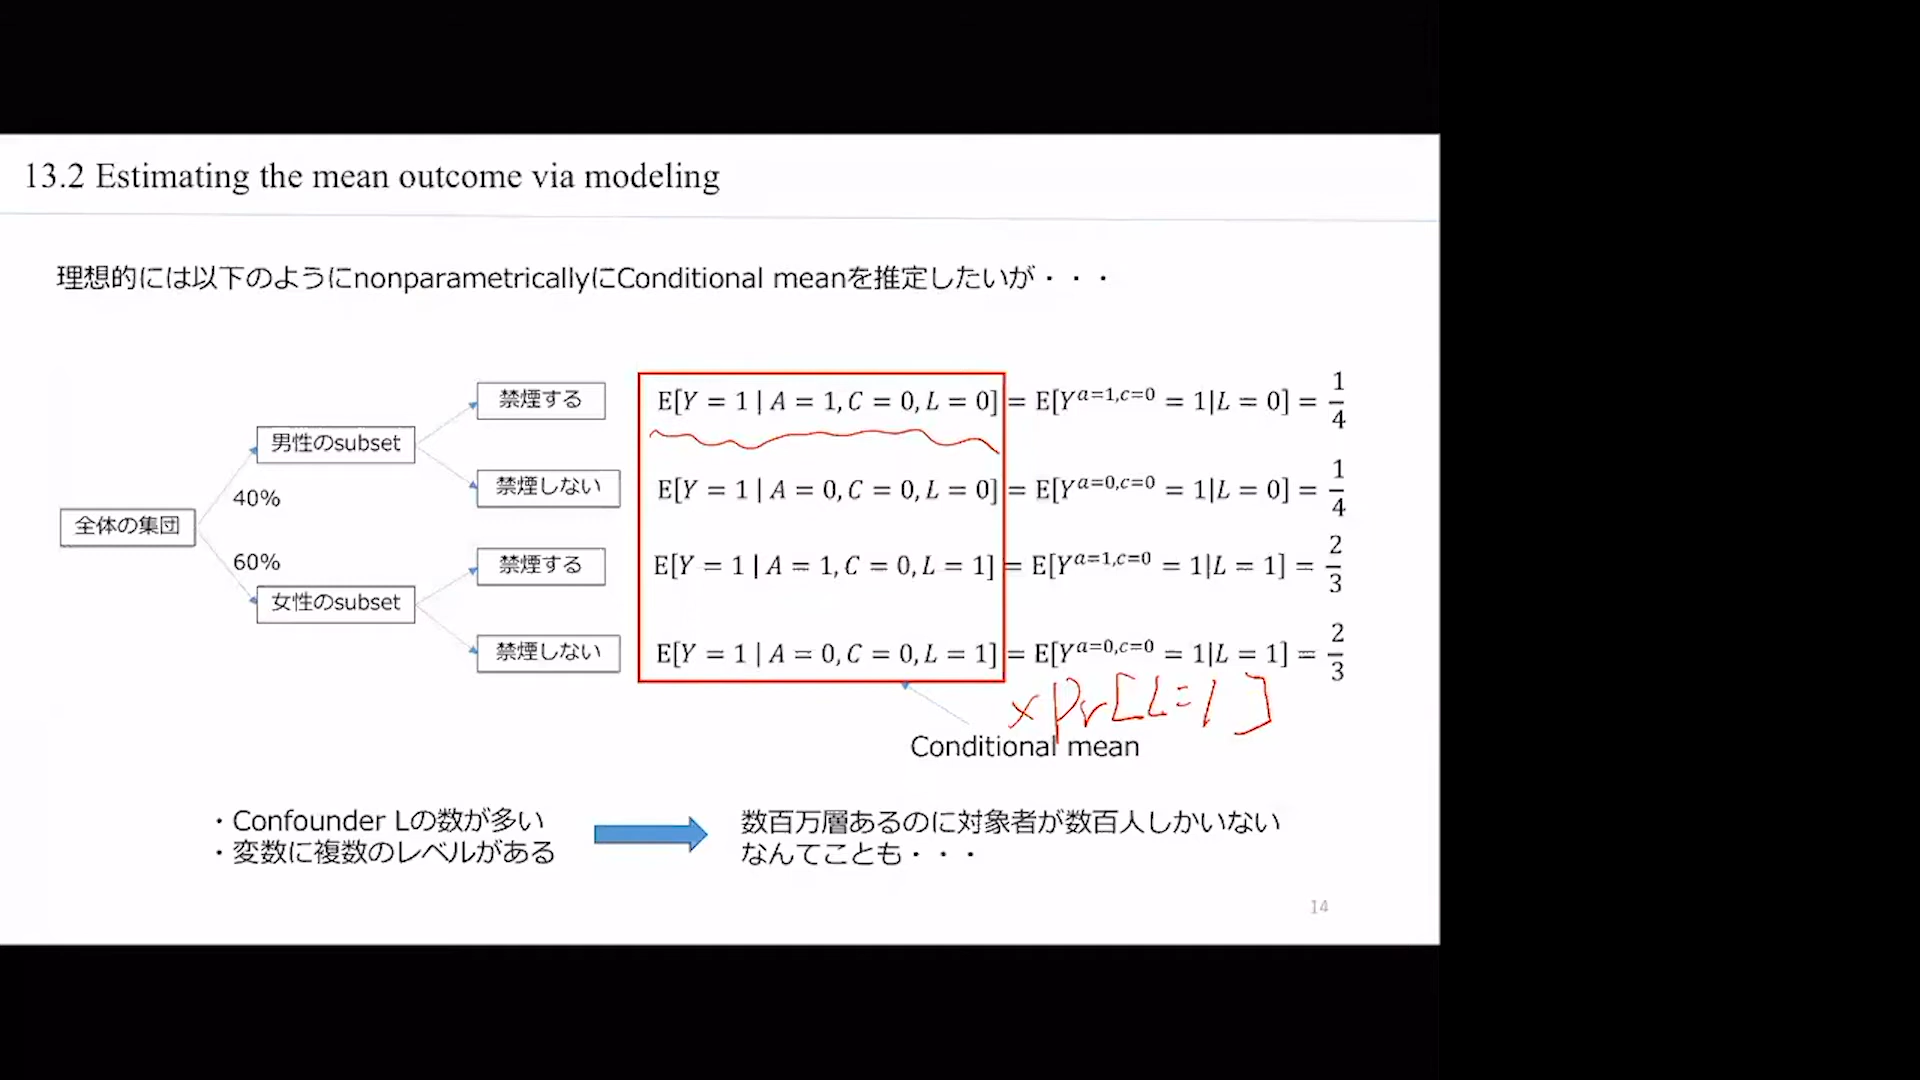 13.2 Estimating the mean outcome via modeling
理想的には以下のようにnonparametricallyにConditional meanを推定したいが・・・
禁煙する
E[Y = 1 | A = 1, C = 0, L = 0] = E[Y^{a=1,c=0} = 1|L = 0] = 1/4
男性のsubset
禁煙しない
E[Y = 1 | A = 0, C = 0, L = 0] = E[Y^{a=0,c=0} = 1|L = 0] = 1/4
40%
全体の集団
60%
禁煙する
E[Y = 1 | A = 1, C = 0, L = 1] = E[Y^{a=1,c=0} = 1|L = 1] = 2/3
女性のsubset
禁煙しない
E[Y = 1 | A = 0, C = 0, L = 1] = E[Y^{a=0,c=0} = 1|L = 1] = 2/3
×Pr[L=1]
Conditional mean
・Confounder Lの数が多い
・変数に複数のレベルがある
数百万層あるのに対象者が数百人しかいない
なんてことも・・・
14